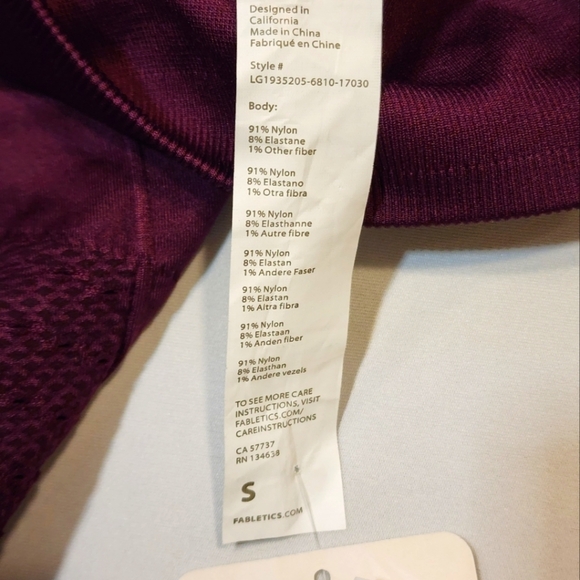 Designed in
California
Made in China
Fabriqué en Chine
Style #
LG1935205-6810-17030
Body:
91% Nylon
8% Elastane
1% Other fiber
91% Nylon
8% Elastano
1% Otra fibra
91% Nylon
8% Elasthanne
1% Autre fibre
91% Nylon
8% Elastan
1% Andere Faser
91% Nylon
8% Elastan
1% Altra fibra
91% Nylon
8% Elastaan
1% Anden fiber
91% Nylon
8% Elasthan
1% Andere vezels
TO SEE MORE CARE
INSTRUCTIONS, VISIT
FABLETICS.COM/
CAREINSTRUCTIONS
CA 57737
RN 134638
S
FABLETICS.COM